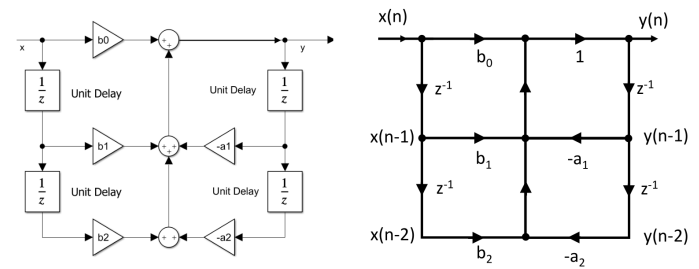 x
b0
+
+
y
1
z
Unit Delay
Unit Delay
1
z
b1
+ +
+
-a1
1
z
Unit Delay
Unit Delay
1
z
b2
+ +
-a2
x(n)
y(n)
b0
1
z-1
z-1
x(n-1)
y(n-1)
b1
-a1
z-1
z-1
x(n-2)
y(n-2)
b2
-a2